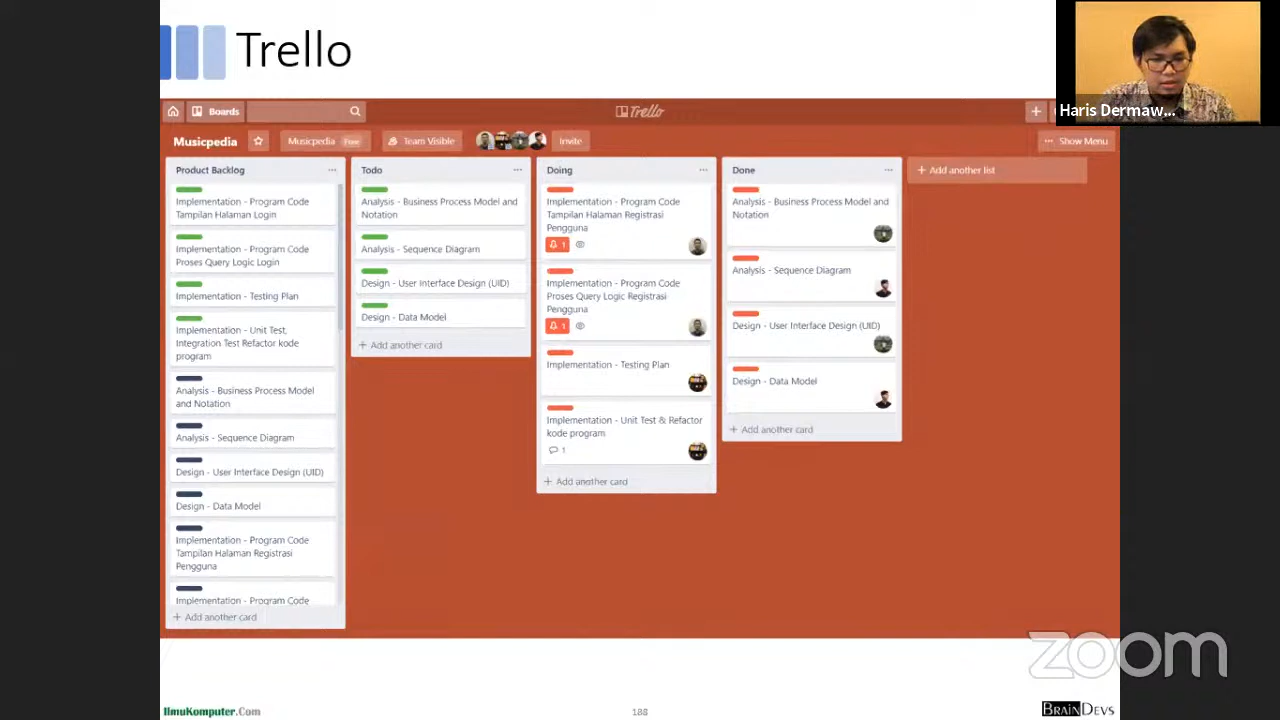 Trello
Haris Dermaw...
Boards
Trello
Musicpedia
Musicpedia Free
Team Visible
Invite
... Show Menu
Product Backlog ...
Implementation - Program Code
Tampilan Halaman Login
Implementation - Program Code
Proses Query Logic Login
Implementation - Testing Plan
Implementation - Unit Test,
Integration Test Refactor kode
program
Analysis - Business Process Model
and Notation
Analysis - Sequence Diagram
Design - User Interface Design (UID)
Design - Data Model
Implementation - Program Code
Tampilan Halaman Registrasi
Pengguna
Implementation - Program Code
+ Add another card
Todo ...
Analysis - Business Process Model and
Notation
Analysis - Sequence Diagram
Design - User Interface Design (UID)
Design - Data Model
+ Add another card
Doing ...
Implementation - Program Code
Tampilan Halaman Registrasi
Pengguna
1
Implementation - Program Code
Proses Query Logic Registrasi
Pengguna
1
Implementation - Testing Plan
Implementation - Unit Test & Refactor
kode program
1
+ Add another card
Done ...
Analysis - Business Process Model and
Notation
Analysis - Sequence Diagram
Design - User Interface Design (UID)
Design - Data Model
+ Add another card
+ Add another list
zoom
IlmuKomputer.Com
188
BRAINDEVS